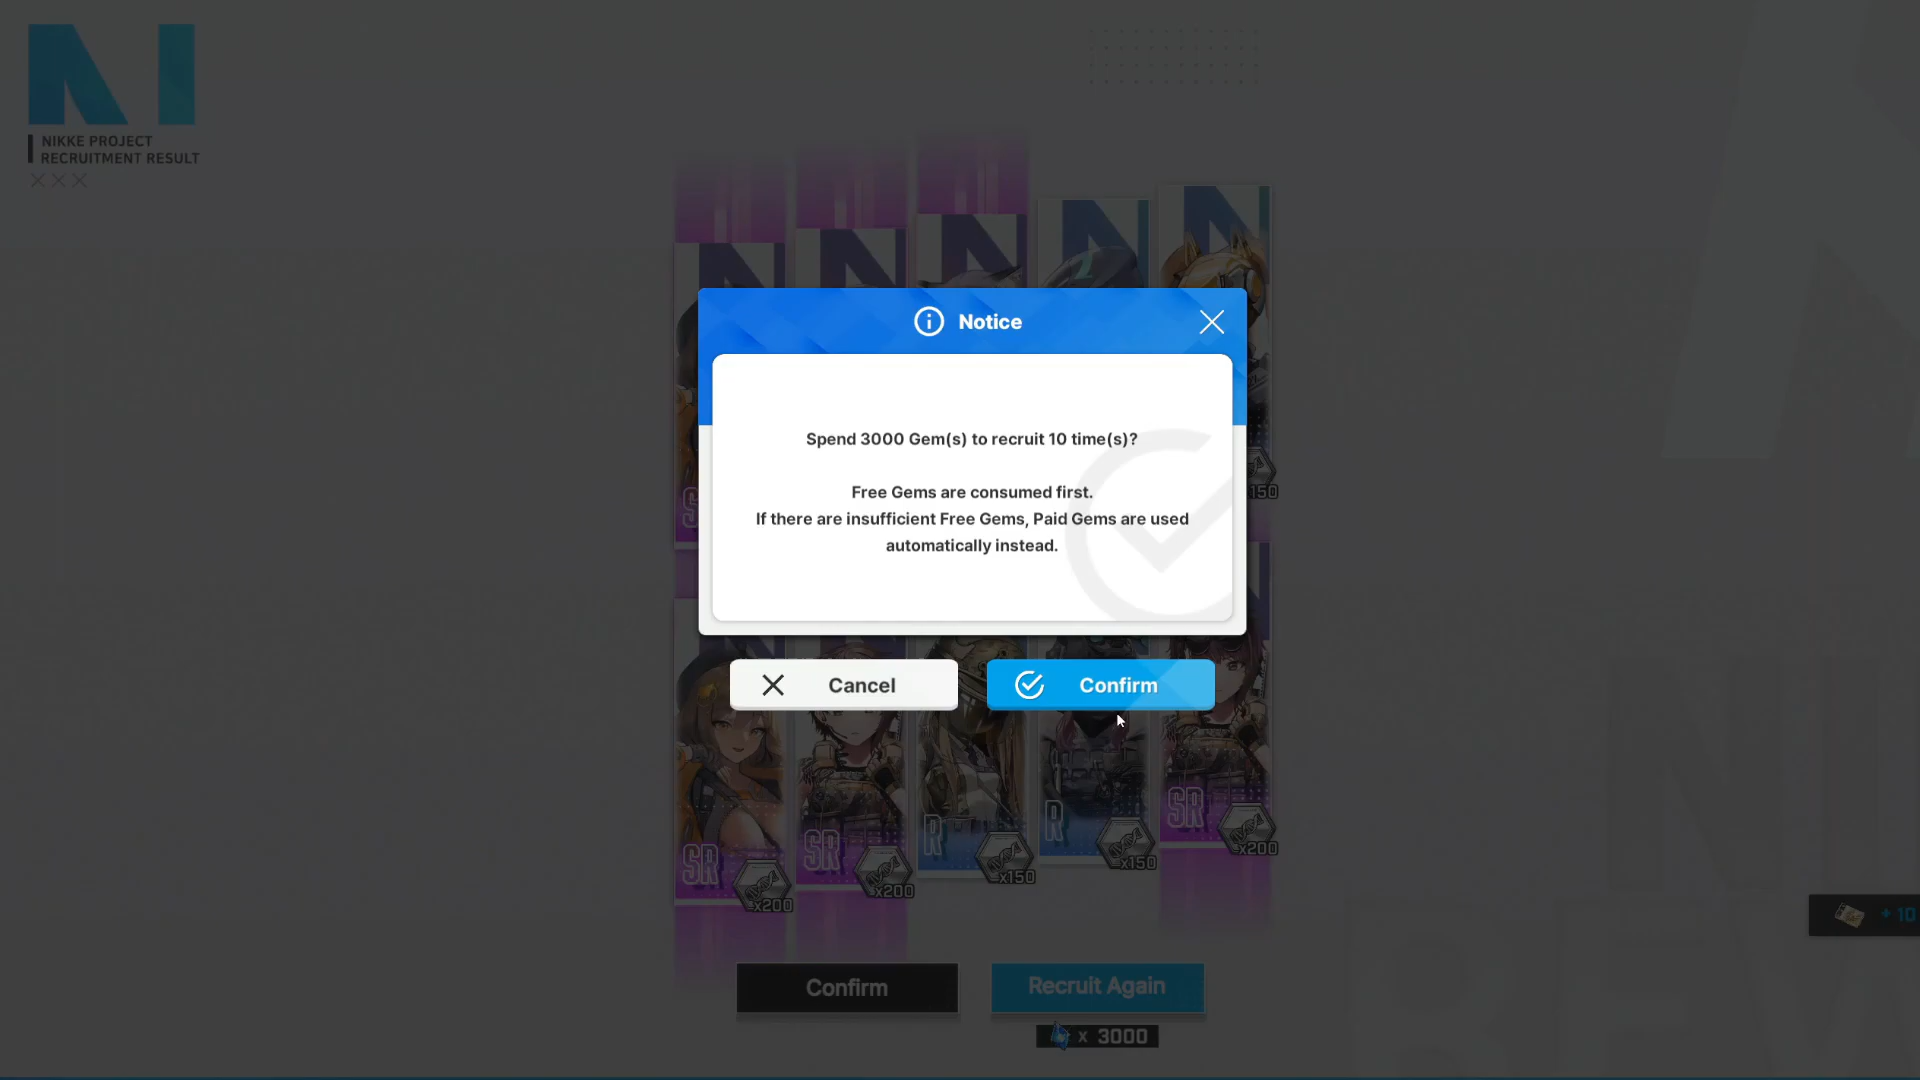 NIKKE PROJECT
RECRUITMENT RESULT
Notice
Spend 3000 Gem(s) to recruit 10 time(s)?
Free Gems are consumed first.
If there are insufficient Free Gems, Paid Gems are used
automatically instead.
x150
Cancel
Confirm
SR
x200
SR
x200
R
x150
R
x150
SR
x200
+ 10
Confirm
Recruit Again
x 3000